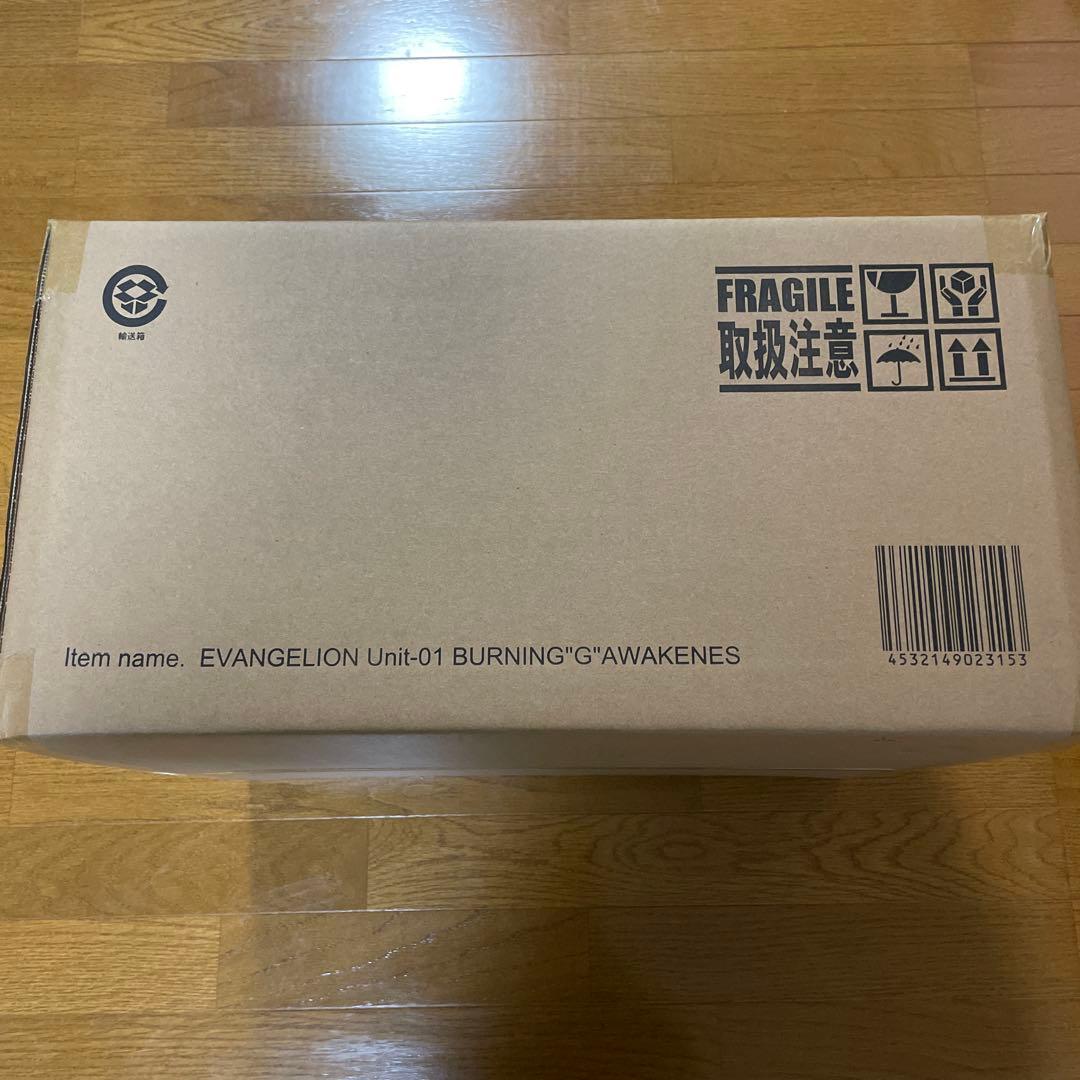 輸送箱
FRAGILE
取扱注意
Item name. EVANGELION Unit-01 BURNING"G"AWAKENES
4532149023153